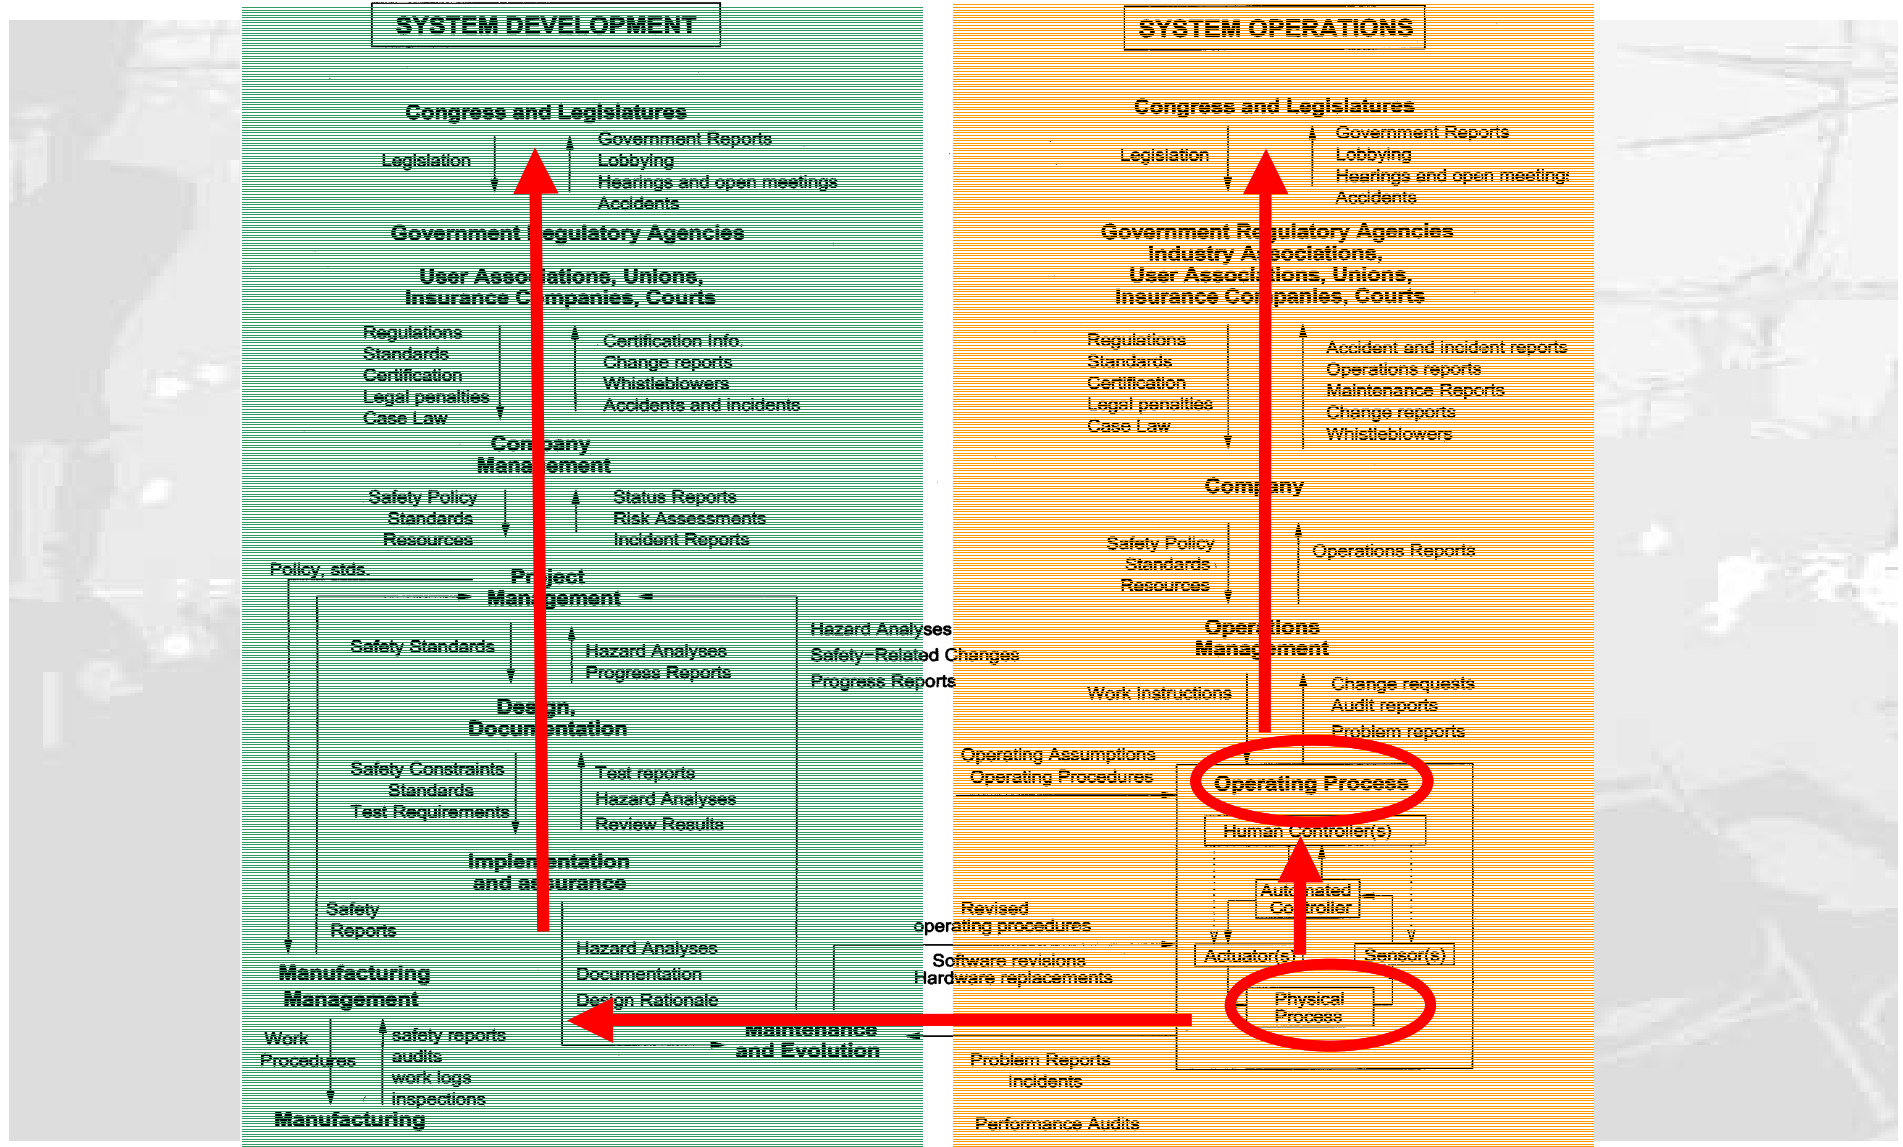 SYSTEM DEVELOPMENT
Congress and Legislatures
Legislation
Government Reports
Lobbying
Hearings and open meetings
Accidents
Government Regulatory Agencies
User Associations, Unions,
Insurance Companies, Courts
Regulations
Standards
Certification
Legal penalties
Case Law
Certification Info.
Change reports
Whistleblowers
Accidents and incidents
Company
Management
Safety Policy
Standards
Resources
Status Reports
Risk Assessments
Incident Reports
Policy, stds.
Project
Management
Safety Standards
Hazard Analyses
Progress Reports
Hazard Analyses
Safety-Related Changes
Progress Reports
Design,
Documentation
Safety Constraints
Standards
Test Requirements
Test reports
Hazard Analyses
Review Results
Implementation
and assurance
Safety
Reports
Hazard Analyses
Documentation
Design Rationale
Manufacturing
Management
Work
Procedures
safety reports
audits
work logs
inspections
Manufacturing
Maintenance
and Evolution
SYSTEM OPERATIONS
Congress and Legislatures
Legislation
Government Reports
Lobbying
Hearings and open meetings
Accidents
Government Regulatory Agencies
Industry Associations,
User Associations, Unions,
Insurance Companies, Courts
Regulations
Standards
Certification
Legal penalties
Case Law
Accident and incident reports
Operations reports
Maintenance Reports
Change reports
Whistleblowers
Company
Safety Policy
Standards
Resources
Operations Reports
Operations
Management
Work Instructions
Change requests
Audit reports
Problem reports
Operating Assumptions
Operating Procedures
Operating Process
Human Controller(s)
Automated
Controller
Actuator(s)
Sensor(s)
Physical
Process
Revised
operating procedures
Software revisions
Hardware replacements
Problem Reports
Incidents
Performance Audits